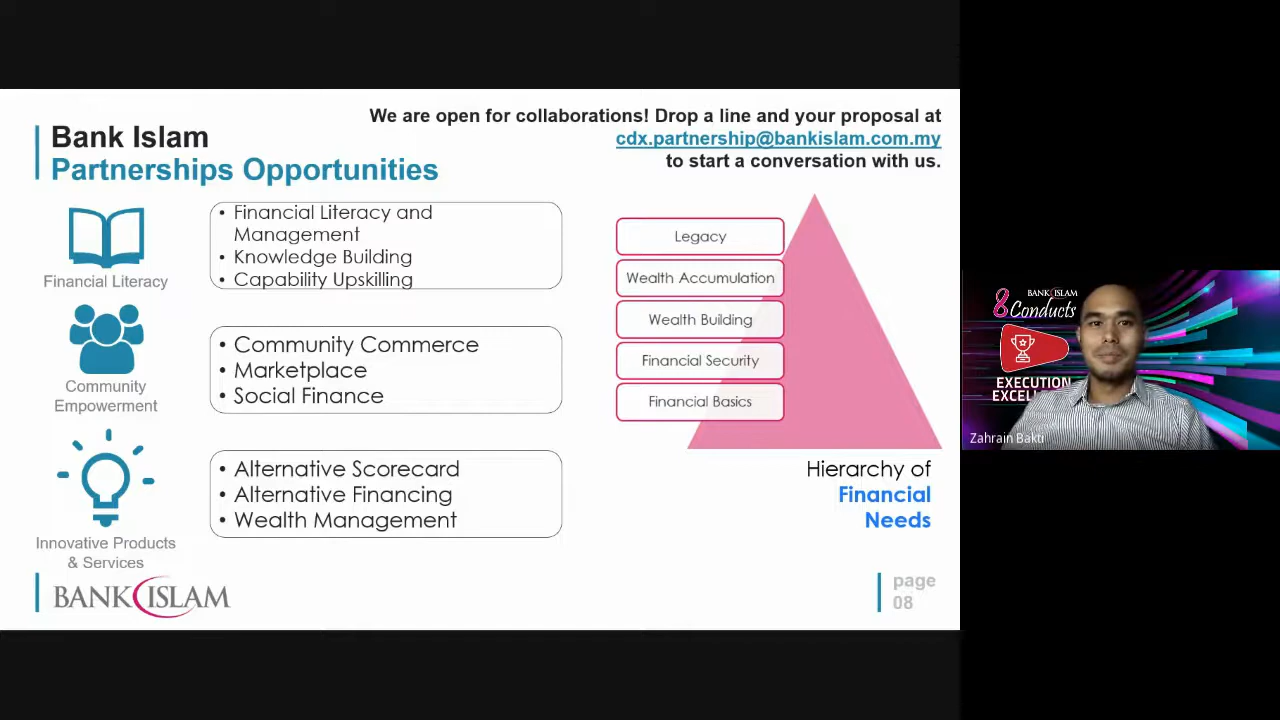 We are open for collaborations! Drop a line and your proposal at
cdx.partnership@bankislam.com.my
to start a conversation with us.
Bank Islam
Partnerships Opportunities
Financial Literacy
• Financial Literacy and
Management
• Knowledge Building
• Capability Upskilling
Community
Empowerment
• Community Commerce
• Marketplace
• Social Finance
Innovative Products
& Services
• Alternative Scorecard
• Alternative Financing
• Wealth Management
Legacy
Wealth Accumulation
Wealth Building
Financial Security
Financial Basics
Hierarchy of
Financial
Needs
BANK ISLAM
page
08
BANK ISLAM
8 Conducts
EXECUTION
EXCEL
Zahrain Bakti